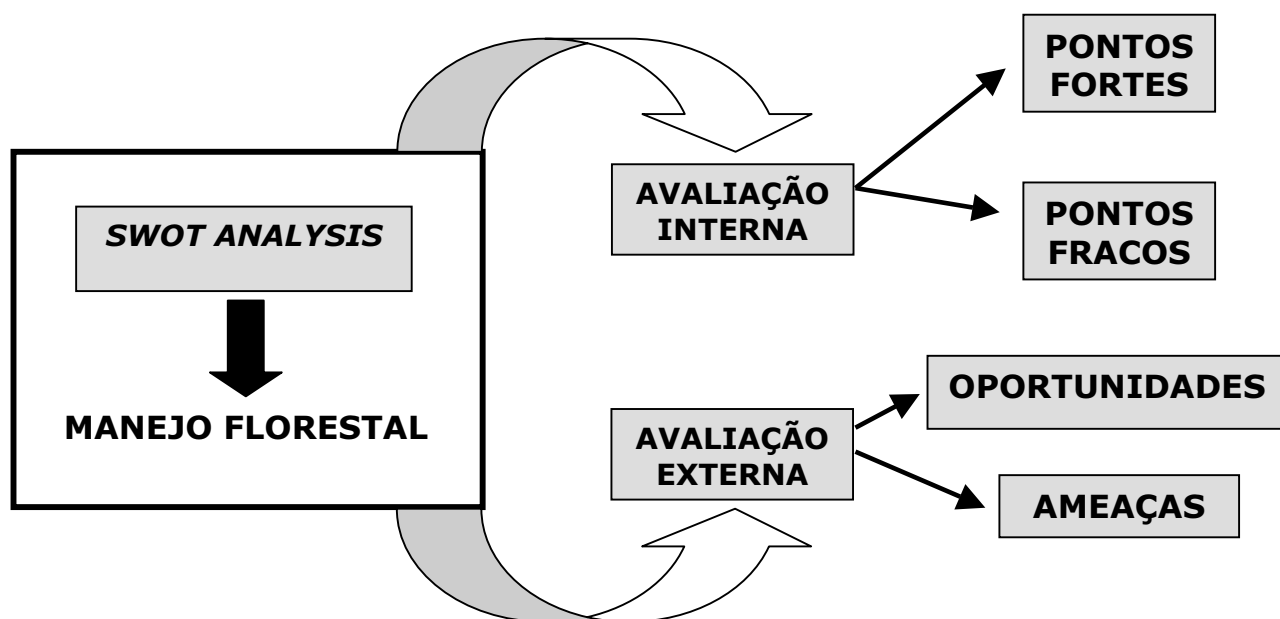 SWOT ANALYSIS
MANEJO FLORESTAL
AVALIAÇÃO
INTERNA
PONTOS
FORTES
PONTOS
FRACOS
AVALIAÇÃO
EXTERNA
OPORTUNIDADES
AMEAÇAS